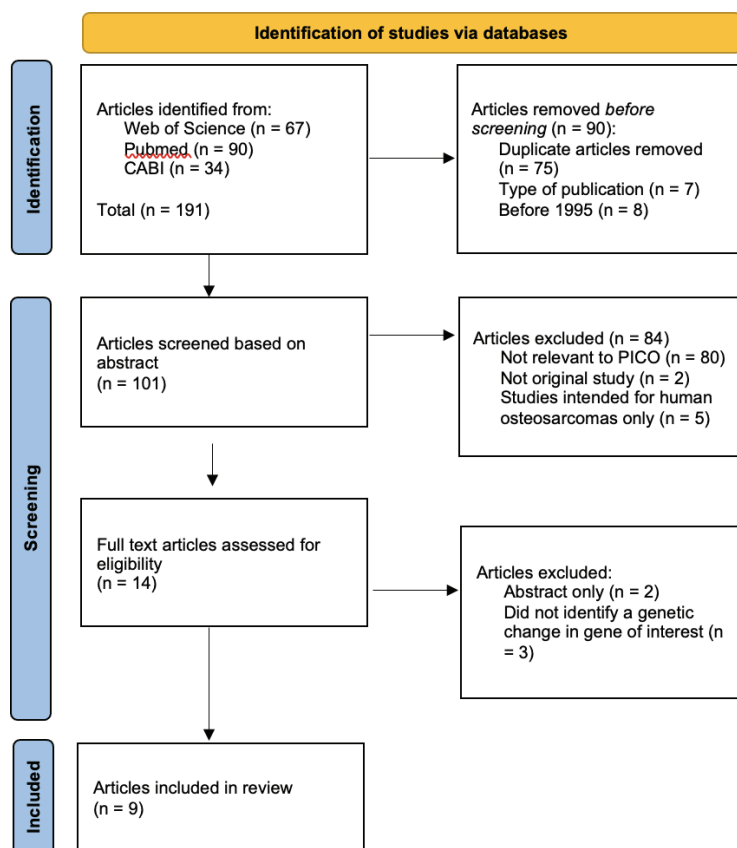 Identification of studies via databases
Identification
Articles identified from:
Web of Science (n = 67)
Pubmed (n = 90)
CABI (n = 34)
Total (n = 191)
Articles removed before
screening (n = 90):
Duplicate articles removed
(n = 75)
Type of publication (n = 7)
Before 1995 (n = 8)
Screening
Articles screened based on
abstract
(n = 101)
Articles excluded (n = 84)
Not relevant to PICO (n = 80)
Not original study (n = 2)
Studies intended for human
osteosarcomas only (n = 5)
Full text articles assessed for
eligibility
(n = 14)
Articles excluded:
Abstract only (n = 2)
Did not identify a genetic
change in gene of interest (n
= 3)
Included
Articles included in review
(n = 9)